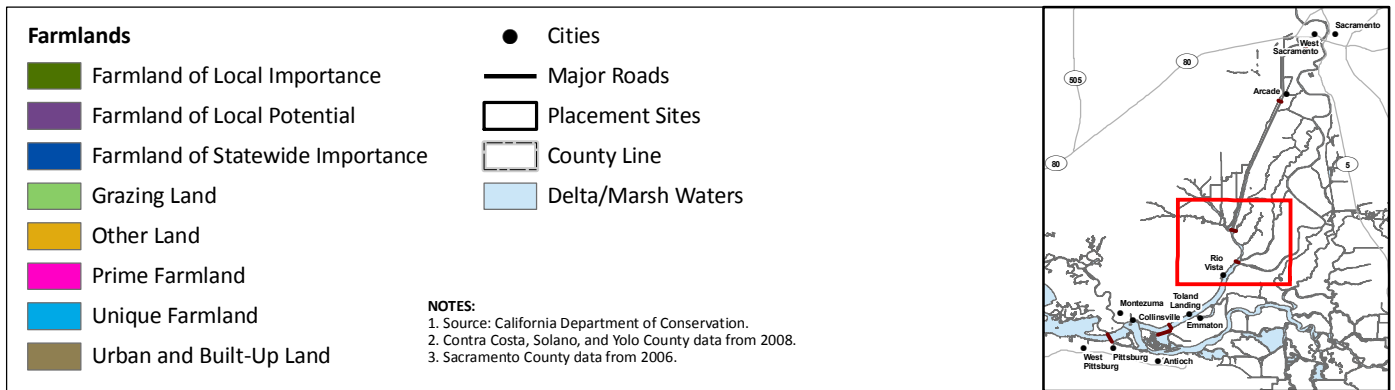 Farmlands
Farmland of Local Importance
Farmland of Local Potential
Farmland of Statewide Importance
Grazing Land
Other Land
Prime Farmland
Unique Farmland
Urban and Built-Up Land
Cities
Major Roads
Placement Sites
County Line
Delta/Marsh Waters
NOTES:
1. Source: California Department of Conservation.
2. Contra Costa, Solano, and Yolo County data from 2008.
3. Sacramento County data from 2006.
Sacramento
West
Sacramento
80
505
Arcade
80
5
Rio
Vista
Toland
Landing
Montezuma
Collinsville
Emmaton
West
Pittsburg
Pittsburg
Antioch